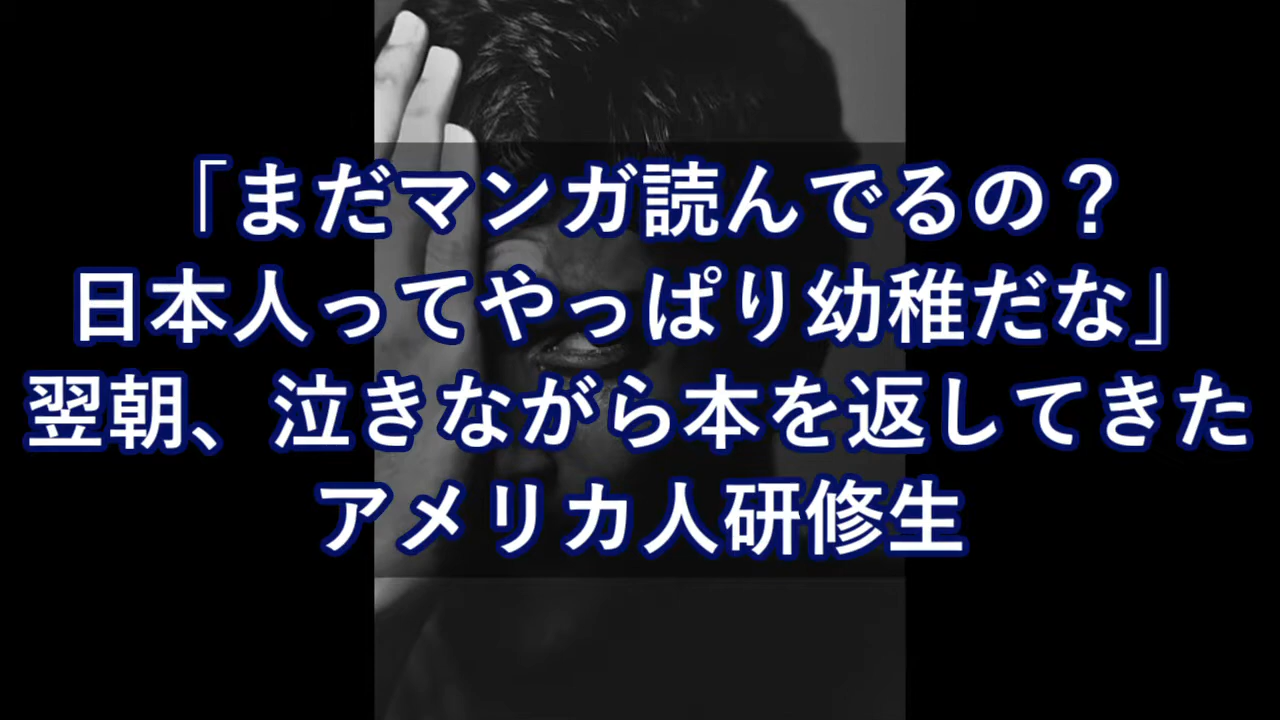 「まだマンガ読んでるの？
日本人ってやっぱり幼稚だな」
翌朝、泣きながら本を返してきた
アメリカ人研修生